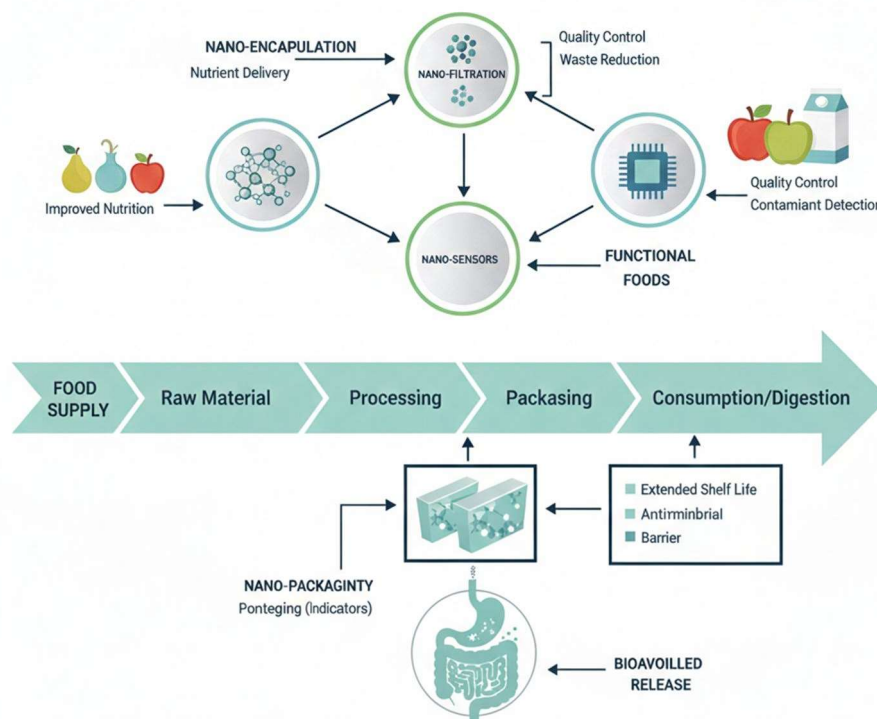 NANO-ENCAPULATION
Nutrient Delivery
NANO-FILTRATION
Quality Control
Waste Reduction
Improved Nutrition
Quality Control
Contamiant Detection
NANO-SENSORS
FUNCTIONAL
FOODS
FOOD
SUPPLY
Raw Material
Processing
Packasing
Consumption/Digestion
Extended Shelf Life
Antirminbrial
Barrier
NANO-PACKAGINTY
Ponteging (Indicators)
BIOAVOILLED
RELEASE